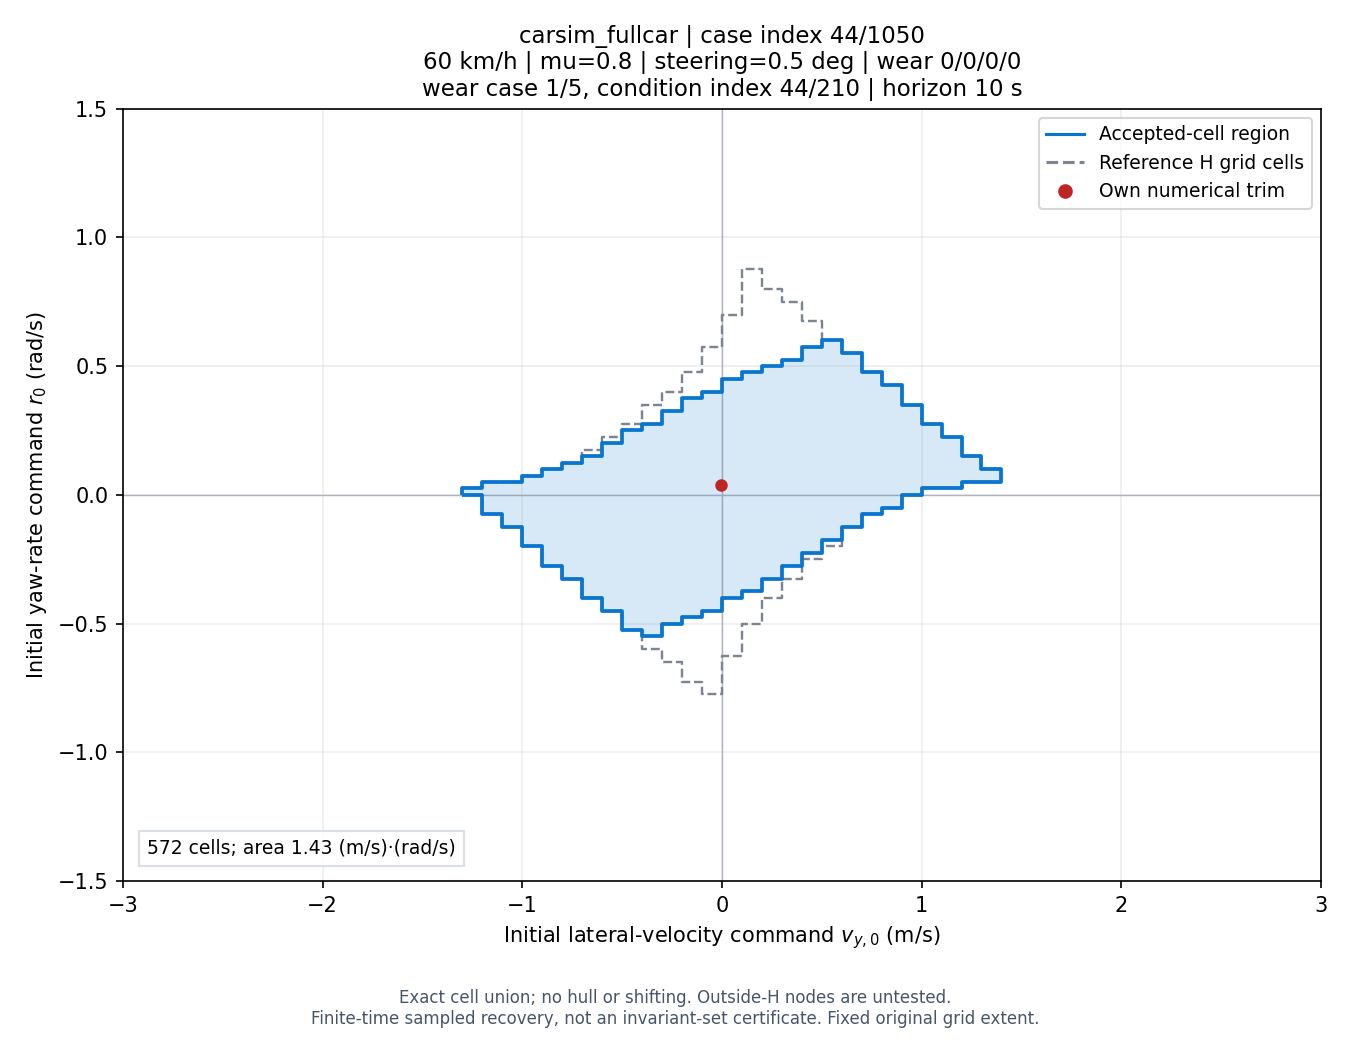 carsim_fullcar | case index 44/1050
60 km/h | mu=0.8 | steering=0.5 deg | wear 0/0/0/0
wear case 1/5, condition index 44/210 | horizon 10 s
Accepted-cell region
Reference H grid cells
Own numerical trim
1.5
1.0
0.5
0.0
−0.5
−1.0
−1.5
Initial yaw-rate command r0 (rad/s)
572 cells; area 1.43 (m/s)·(rad/s)
−3
−2
−1
0
1
2
3
Initial lateral-velocity command vy,0 (m/s)
Exact cell union; no hull or shifting. Outside-H nodes are untested.
Finite-time sampled recovery, not an invariant-set certificate. Fixed original grid extent.